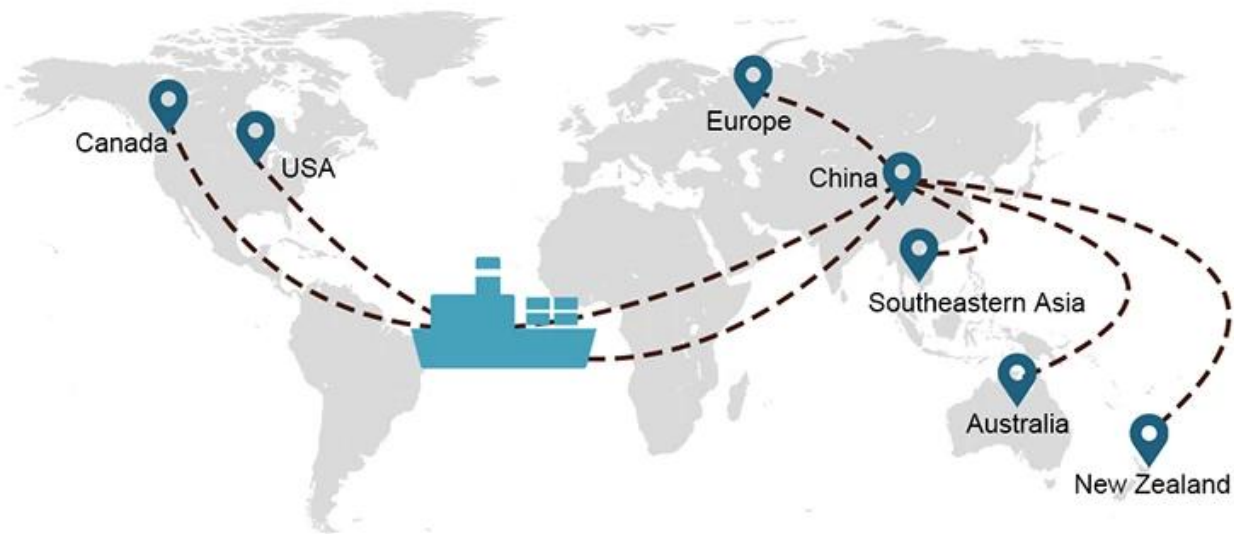 Canada
USA
Europe
China
Southeastern Asia
Australia
New Zealand